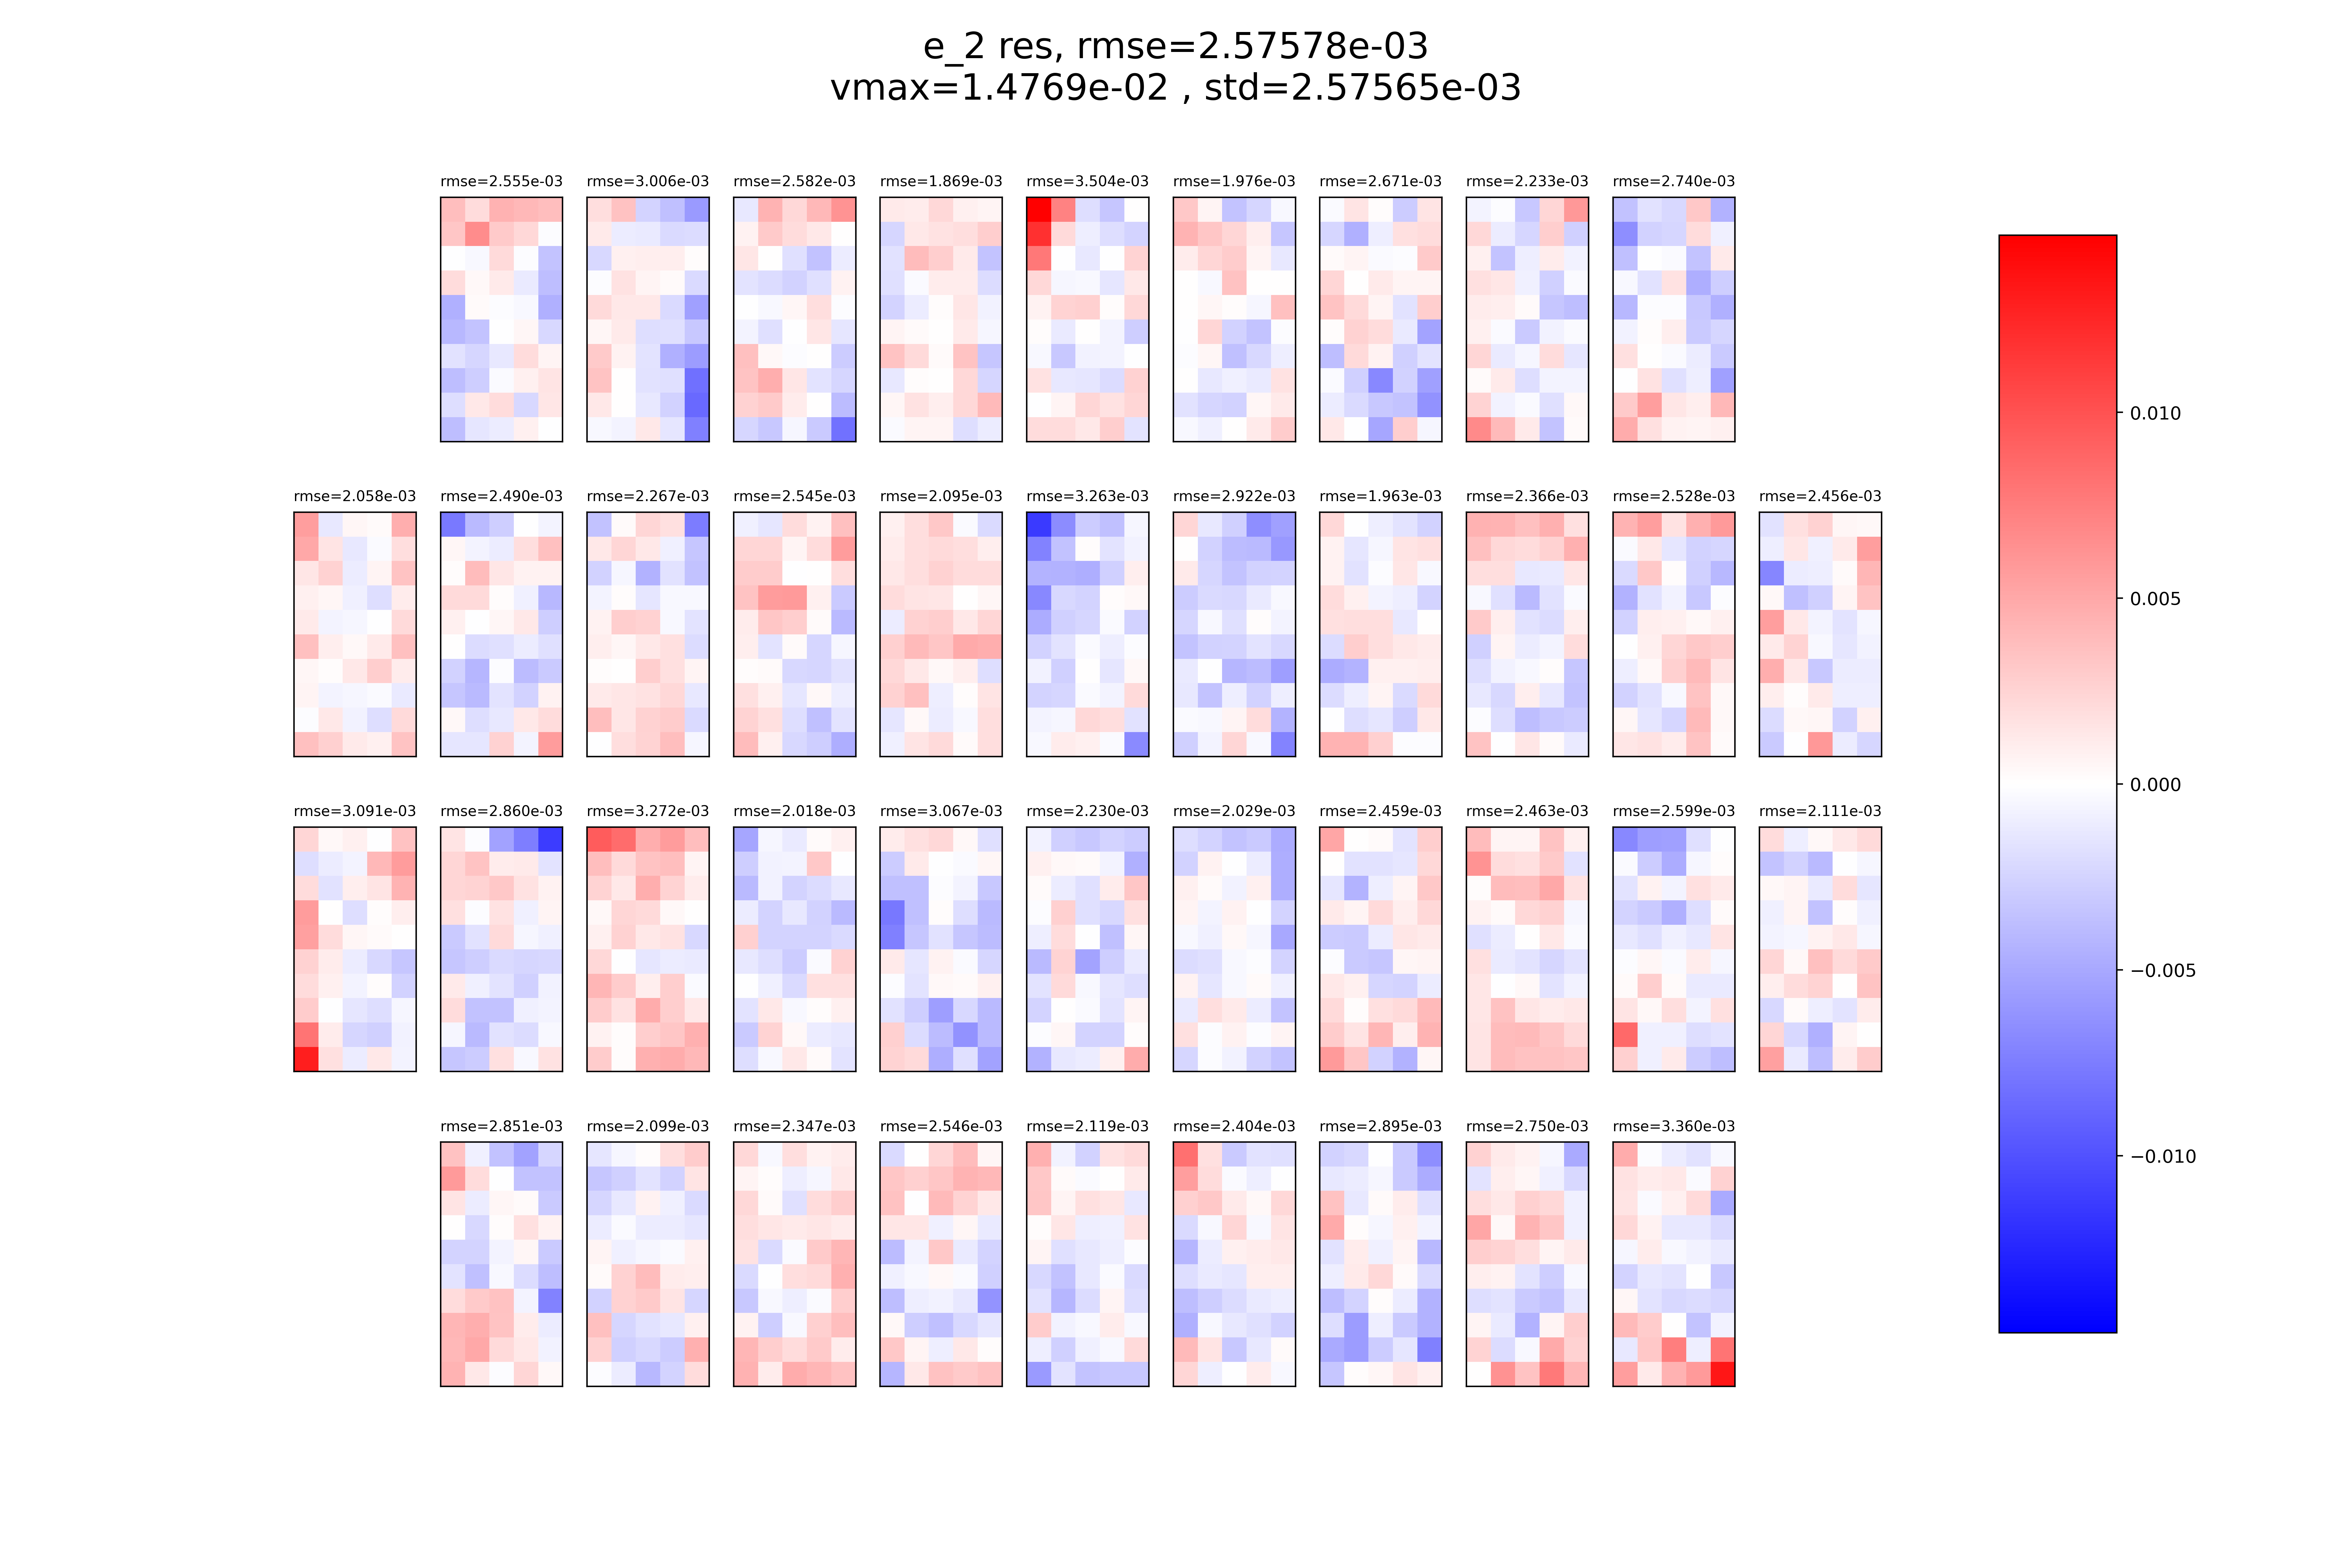 e_2 res, rmse=2.57578e-03
vmax=1.4769e-02 , std=2.57565e-03
rmse=2.555e-03 rmse=3.006e-03 rmse=2.582e-03 rmse=1.869e-03 rmse=3.504e-03 rmse=1.976e-03 rmse=2.671e-03 rmse=2.233e-03 rmse=2.740e-03
rmse=2.058e-03 rmse=2.490e-03 rmse=2.267e-03 rmse=2.545e-03 rmse=2.095e-03 rmse=3.263e-03 rmse=2.922e-03 rmse=1.963e-03 rmse=2.366e-03 rmse=2.528e-03 rmse=2.456e-03
rmse=3.091e-03 rmse=2.860e-03 rmse=3.272e-03 rmse=2.018e-03 rmse=3.067e-03 rmse=2.230e-03 rmse=2.029e-03 rmse=2.459e-03 rmse=2.463e-03 rmse=2.599e-03 rmse=2.111e-03
rmse=2.851e-03 rmse=2.099e-03 rmse=2.347e-03 rmse=2.546e-03 rmse=2.119e-03 rmse=2.404e-03 rmse=2.895e-03 rmse=2.750e-03 rmse=3.360e-03
0.010
0.005
0.000
−0.005
−0.010